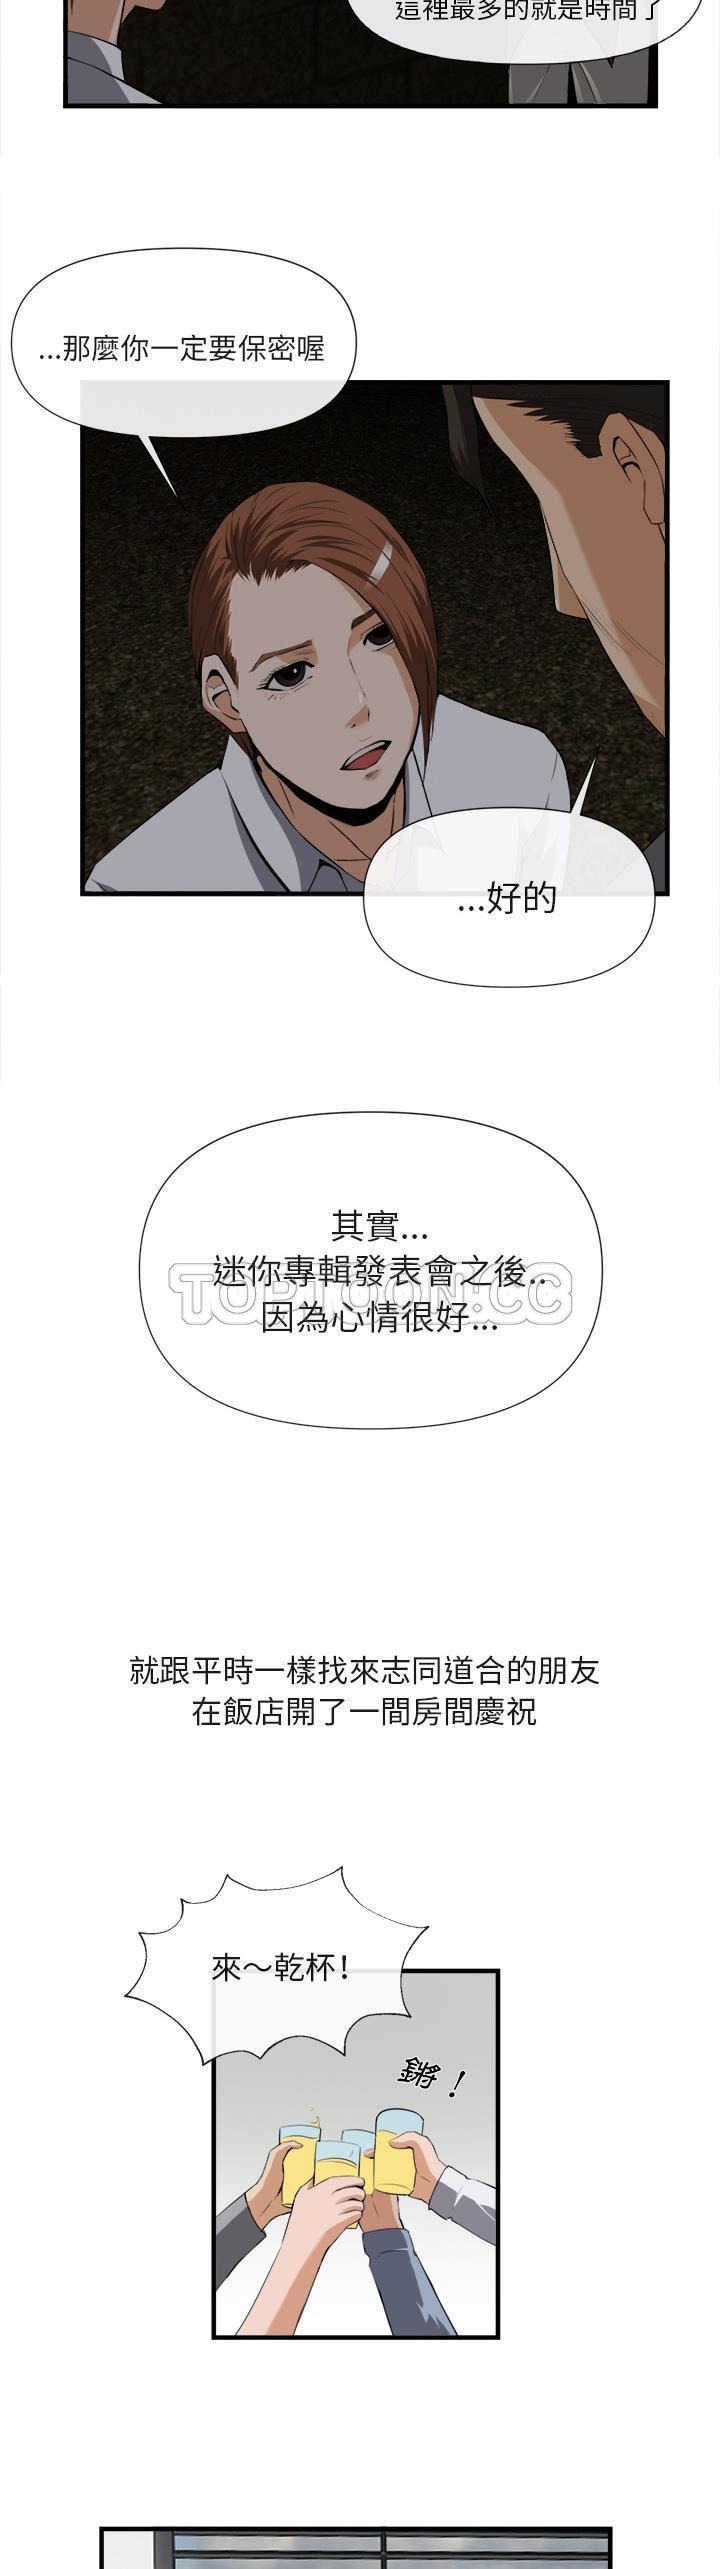 這裡最多的就是時間了
...那麼你一定要保密喔
...好的
其實...
迷你專輯發表會之後..
因為心情很好...
TOPTOON.CC
就跟平時一樣找來志同道合的朋友
在飯店開了一間房間慶祝
來～乾杯!
鏘!